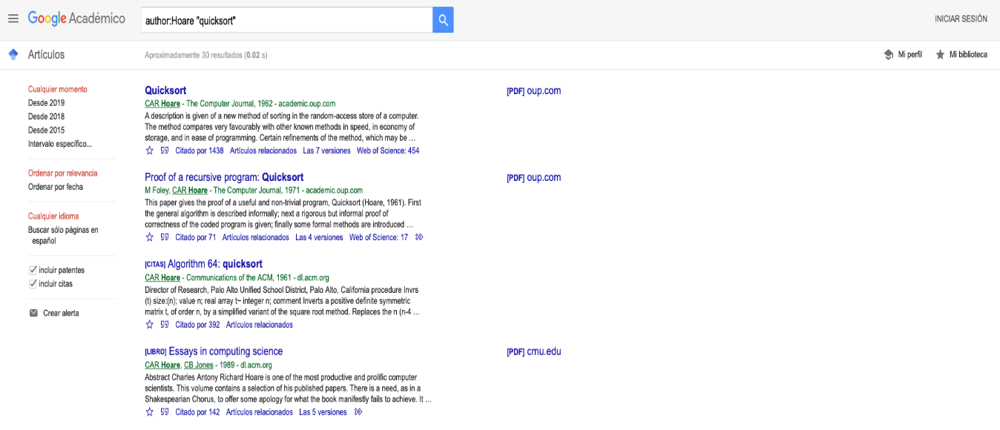 Google Académico
author:Hoare "quicksort"
INICIAR SESIÓN
Artículos
Aproximadamente 30 resultados (0.02 s)
Mi perfil
Mi biblioteca
Cualquier momento
Desde 2019
Desde 2018
Desde 2015
Intervalo específico...
Ordenar por relevancia
Ordenar por fecha
Cualquier idioma
Buscar sólo páginas en
español
incluir patentes
incluir citas
Crear alerta
Quicksort
[PDF] oup.com
CAR Hoare - The Computer Journal, 1962 - academic.oup.com
A description is given of a new method of sorting in the random-access store of a computer.
The method compares very favourably with other known methods in speed, in economy of
storage, and in ease of programming. Certain refinements of the method, which may be ...
Citado por 1438 Artículos relacionados Las 7 versiones Web of Science: 454
Proof of a recursive program: Quicksort
[PDF] oup.com
M Foley, CAR Hoare - The Computer Journal, 1971 - academic.oup.com
This paper gives the proof of a useful and non-trivial program, Quicksort (Hoare, 1961). First
the general algorithm is described informally; next a rigorous but informal proof of
correctness of the coded program is given; finally some formal methods are introduced ...
Citado por 71 Artículos relacionados Las 4 versiones Web of Science: 17
[CITAS] Algorithm 64: quicksort
CAR Hoare - Communications of the ACM, 1961 - dl.acm.org
Director of Research, Palo Alto Unified School District, Palo Alto, California procedure Invrs
(t) size:(n); value n; real array t~ integer n; comment Inverts a positive definite symmetric
matrix t, of order n, by a simplified variant of the square root method. Replaces the n (n-4 ...
Citado por 392 Artículos relacionados
[LIBRO] Essays in computing science
[PDF] cmu.edu
CAR Hoare, CB Jones - 1989 - dl.acm.org
Abstract Charles Antony Richard Hoare is one of the most productive and prolific computer
scientists. This volume contains a selection of his published papers. There is a need, as in a
Shakespearian Chorus, to offer some apology for what the book manifestly fails to achieve. It ...
Citado por 142 Artículos relacionados Las 5 versiones